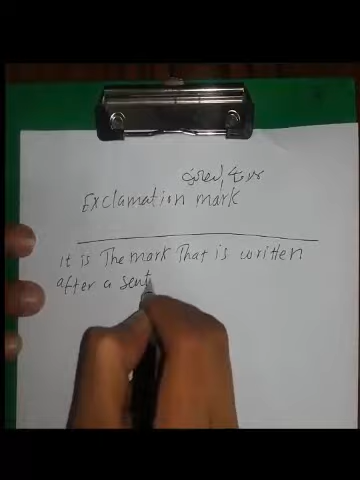 Exclamation mark
It is The mark That is written
after a sent